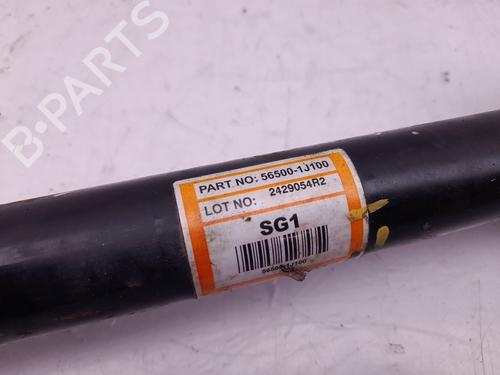 B-PARTS
PART NO: 56500-1J100
LOT NO: 2429054R2
SG1
56500-1J100